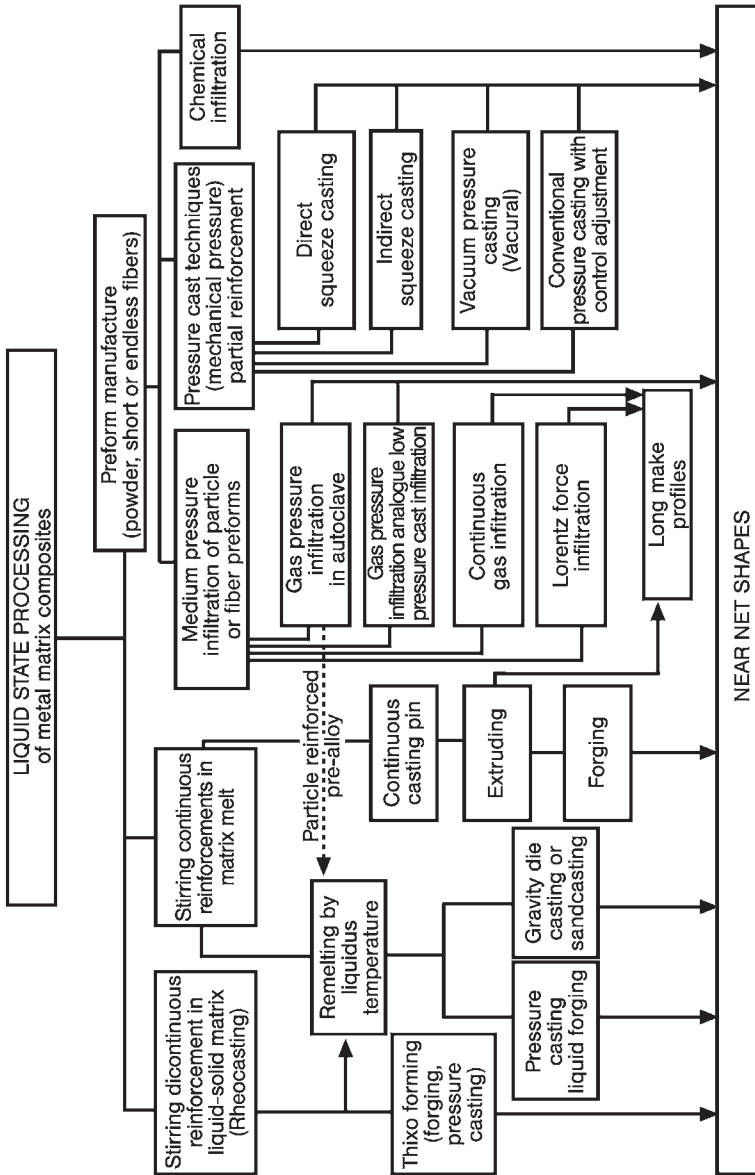 LIQUID STATE PROCESSING
of metal matrix composites
Preform manufacture
(powder, short or endless fibers)
Stirring dicontinuous
reinforcement in
liquid-solid matrix
(Rheocasting)
Stirring continuous
reinforcements in
matrix melt
Medium pressure
infiltration of particle
or fiber preforms
Pressure cast techniques
(mechanical pressure)
partial reinforcement
Chemical
infiltration
Remelting by
liquidus
temperature
Particle reinforced
pre-alloy
Gas pressure
infiltration
in autoclave
Direct
squeeze casting
Thixo forming
(forging,
pressure
casting)
Continuous
casting pin
Gas pressure
infiltration analogue low
pressure cast infiltration
Indirect
squeeze casting
Extruding
Continuous
gas infiltration
Vacuum pressure
casting
(Vacural)
Pressure
casting
liquid forging
Gravity die
casting or
sandcasting
Forging
Lorentz force
infiltration
Conventional
pressure casting with
control adjustment
Long make
profiles
NEAR NET SHAPES